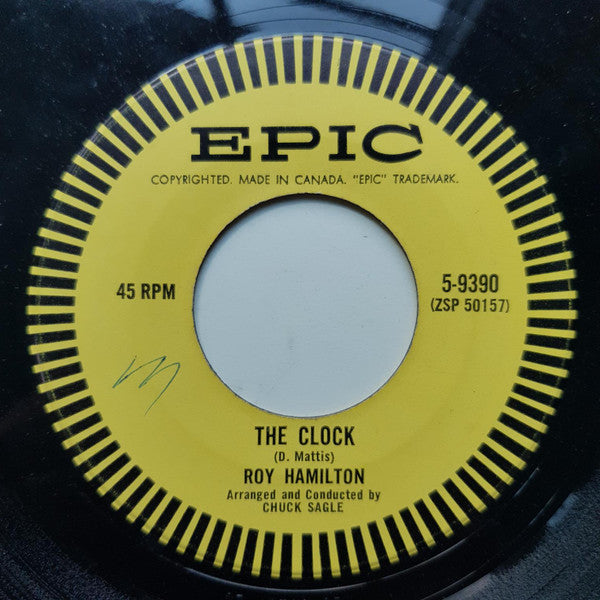 EPIC
COPYRIGHTED. MADE IN CANADA. "EPIC" TRADEMARK.
45 RPM
5-9390
(ZSP 50157)
THE CLOCK
(D. Mattis)
ROY HAMILTON
Arranged and Conducted by
CHUCK SAGLE